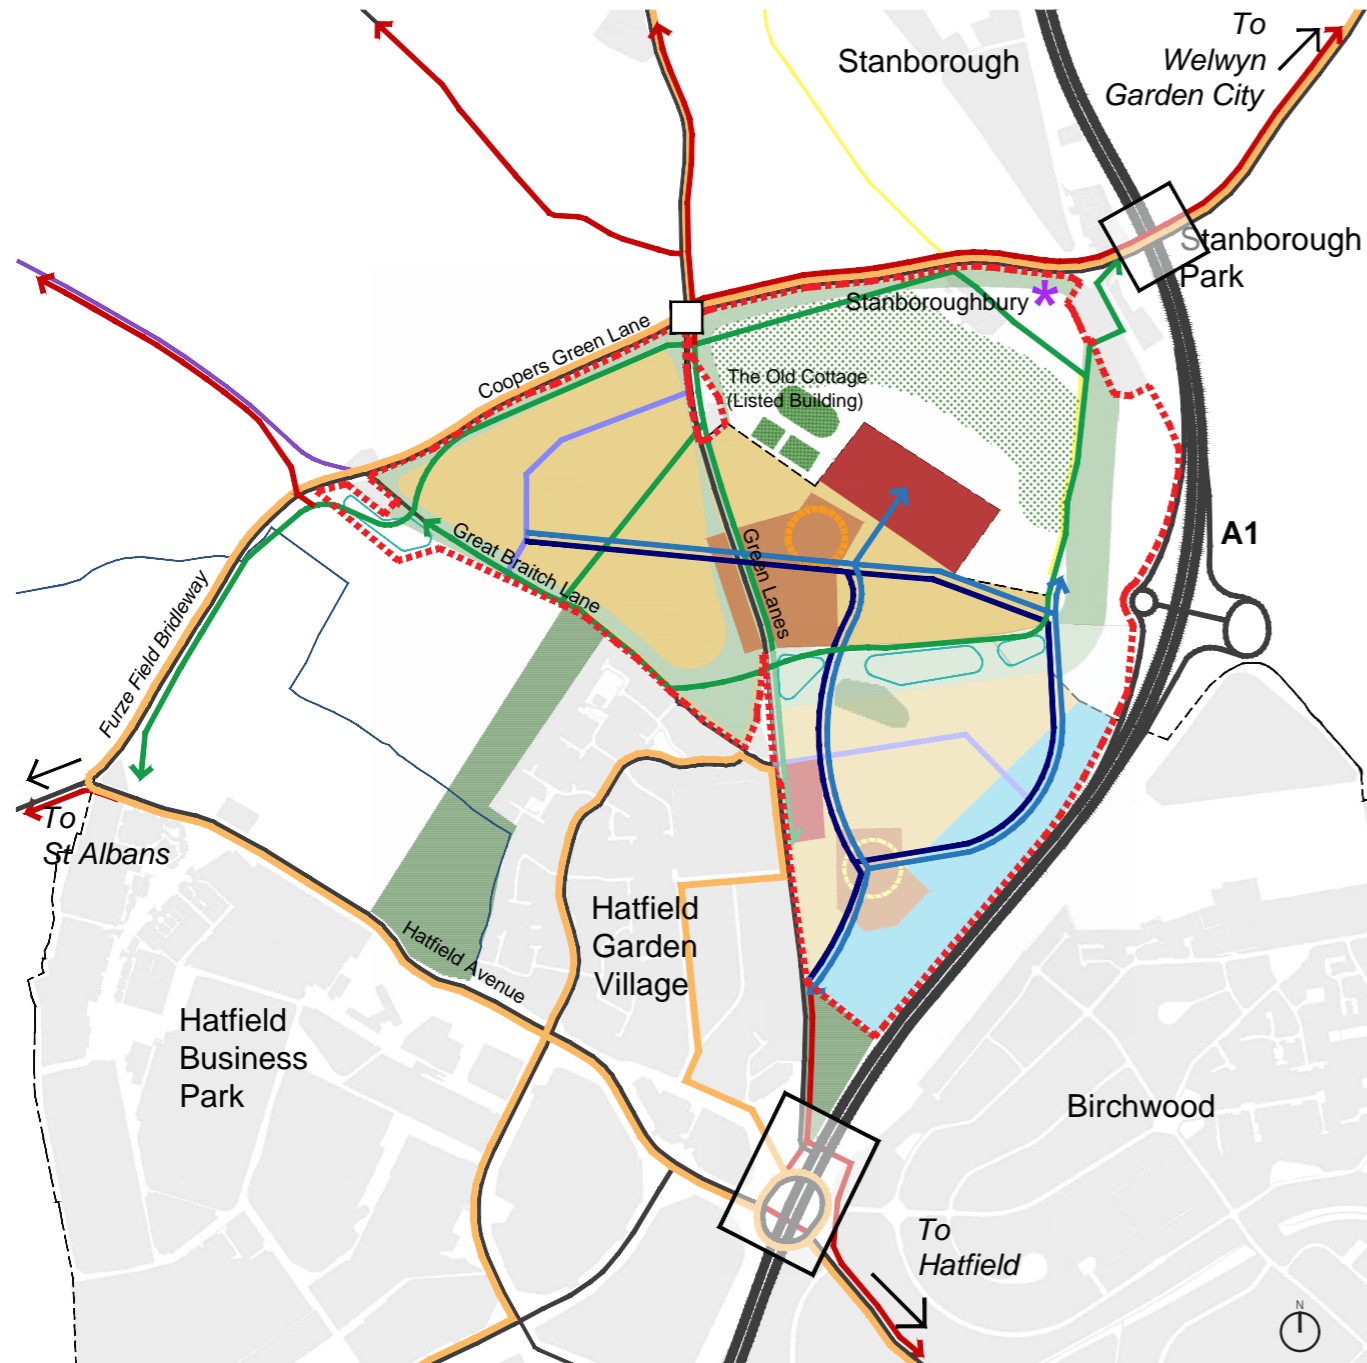 To
Welwyn
Garden City
Stanborough
Stanborough
Park
Stanboroughbury
*
Coopers Green Lane
The Old Cottage
(Listed Building)
A1
Great Braitch Lane
Green Lanes
Furze Field Bridleway
To
St Albans
Hatfield
Garden
Village
Hatfield Avenue
Hatfield
Business
Park
Birchwood
To
Hatfield
N